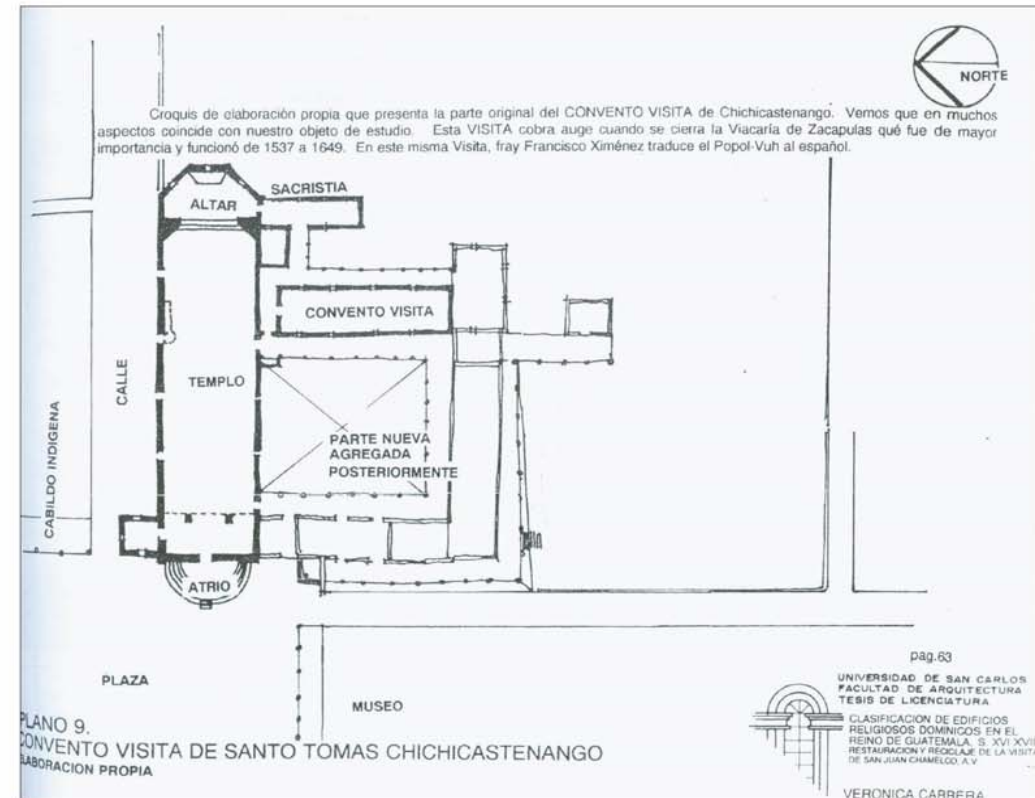 NORTE
Croquis de elaboración propia que presenta la parte original del CONVENTO VISITA de Chichicastenango. Vemos que en muchos
aspectos coincide con nuestro objeto de estudio. Esta VISITA cobra auge cuando se cierra la Viacaría de Zacapulas qué fue de mayor
importancia y funcionó de 1537 a 1649. En este misma Visita, fray Francisco Ximénez traduce el Popol-Vuh al español.
SACRISTIA
ALTAR
CONVENTO VISITA
CALLE
TEMPLO
CABILDO INDIGENA
PARTE NUEVA
AGREGADA
POSTERIORMENTE
ATRIO
PLAZA
MUSEO
PLANO 9.
CONVENTO VISITA DE SANTO TOMAS CHICHICASTENANGO
ELABORACION PROPIA
pag.63
UNIVERSIDAD DE SAN CARLOS
FACULTAD DE ARQUITECTURA
TESIS DE LICENCIATURA
CLASIFICACION DE EDIFICIOS
RELIGIOSOS DOMINICOS EN EL
REINO DE GUATEMALA, S. XVI XVII
RESTAURACION Y RECICLAJE DE LA VISITA
DE SAN JUAN CHAMELCO, A.V
VERONICA CARRERA